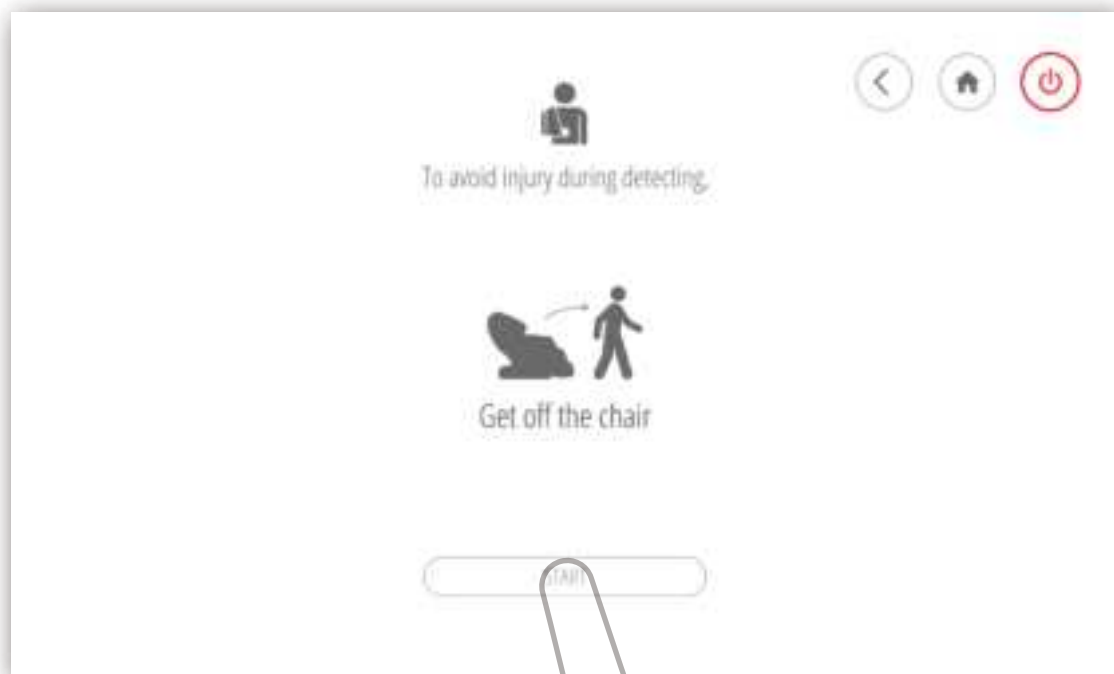 To avoid injury during detecting,
Get off the chair
START